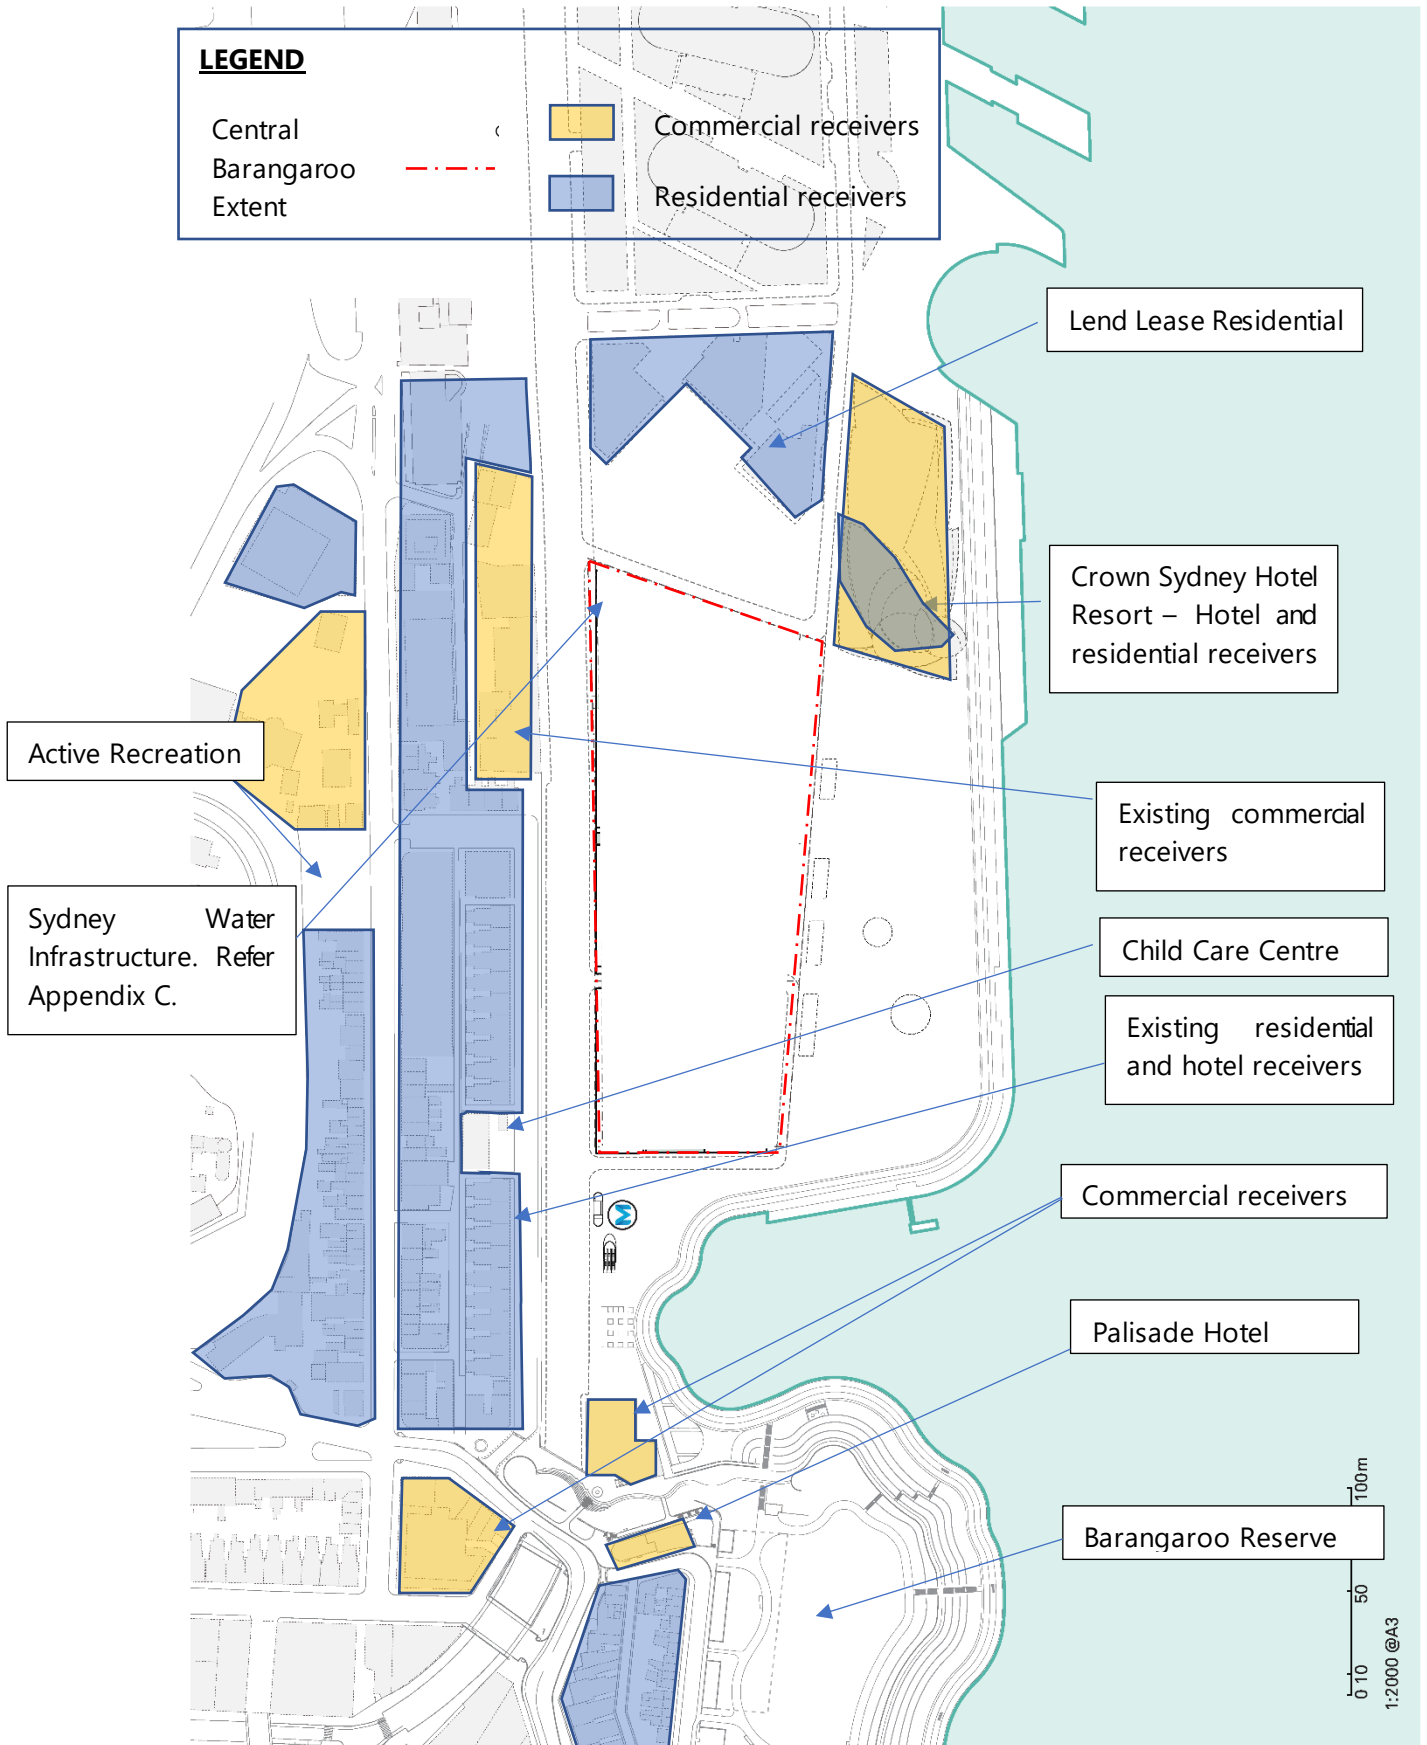 LEGEND
Central
Barangaroo
Extent
Commercial receivers
Residential receivers
Lend Lease Residential
Crown Sydney Hotel
Resort – Hotel and
residential receivers
Active Recreation
Existing commercial
receivers
Sydney Water
Infrastructure. Refer
Appendix C.
Child Care Centre
Existing residential
and hotel receivers
M
Commercial receivers
Palisade Hotel
Barangaroo Reserve
0 10 50 100m
1:2000 @A3